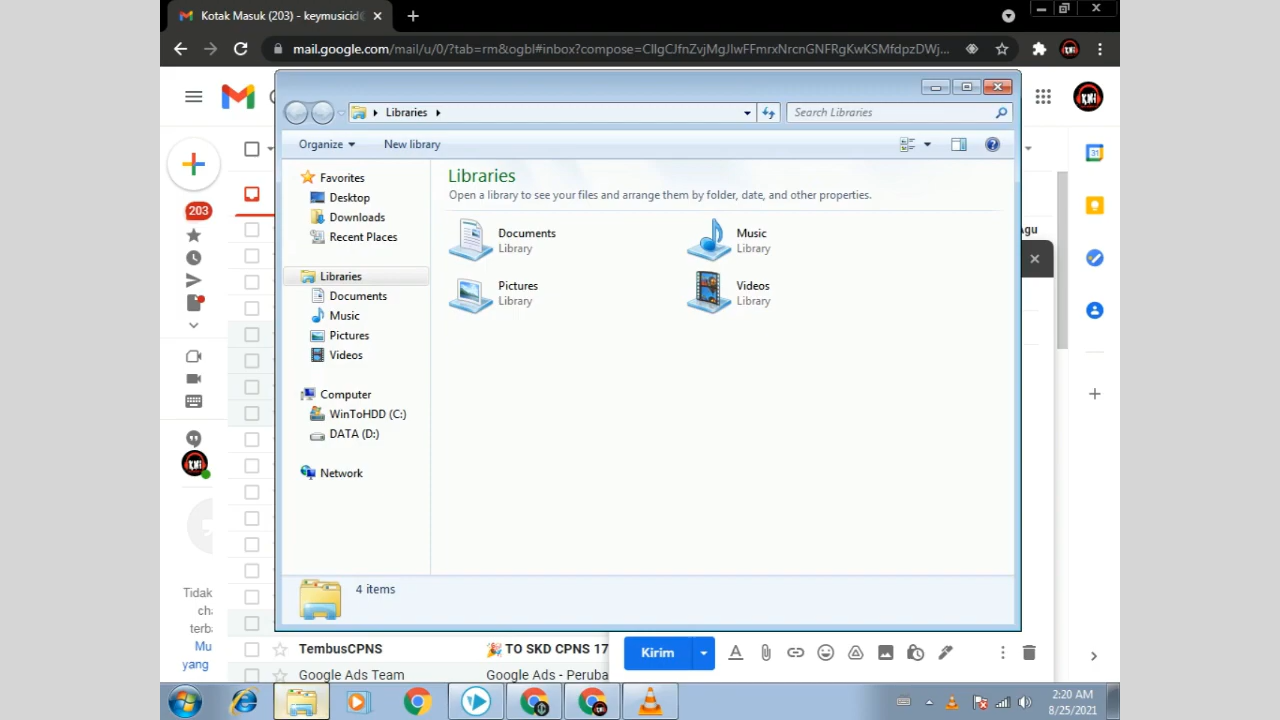 Kotak Masuk (203) - keymusicid
mail.google.com/mail/u/0/?tab=rm&ogbl#inbox?compose=
Libraries
Search Libraries
Organize
New library
Favorites
Desktop
Downloads
Recent Places
Libraries
Documents
Music
Pictures
Videos
Computer
WinToHDD (C:)
DATA (D:)
Network
Libraries
Open a library to see your files and arrange them by folder, date, and other properties.
Documents
Library
Music
Library
Pictures
Library
Videos
Library
4 items
203
Agu
31
Tidak
cha
terb
Mu
yang
TembusCPNS
TO SKD CPNS 17
Google Ads Team
Google Ads - Peruba
Kirim
2:20 AM
8/25/2021